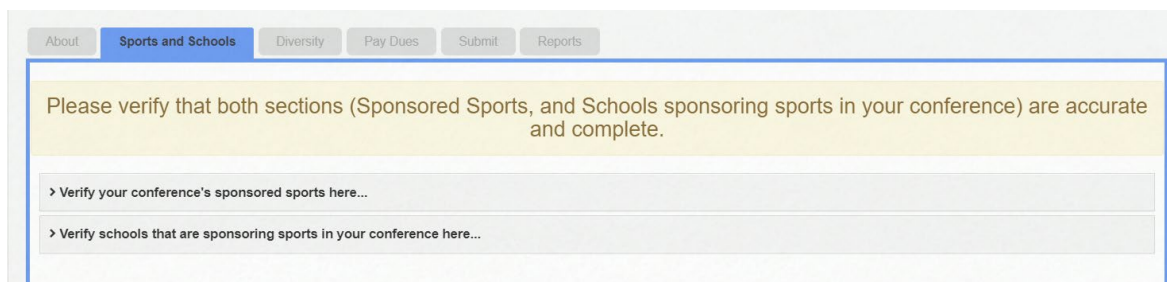 About Sports and Schools Diversity Pay Dues Submit Reports
Please verify that both sections (Sponsored Sports, and Schools sponsoring sports in your conference) are accurate
and complete.
> Verify your conference's sponsored sports here...
> Verify schools that are sponsoring sports in your conference here...